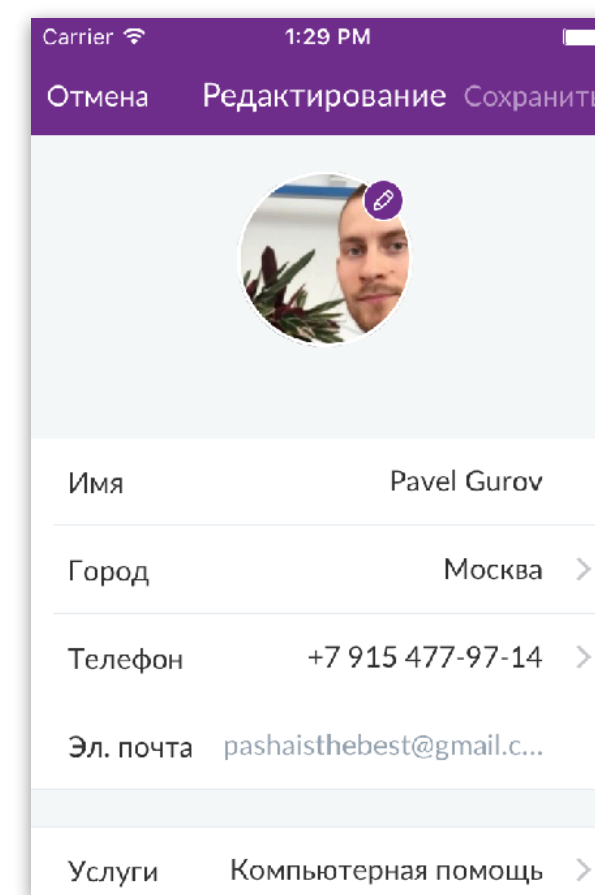 Carrier 1:29 PM
Отмена Редактирование Сохранить
Имя Pavel Gurov
Город Москва
Телефон +7 915 477-97-14
Эл. почта pashaisthebest@gmail.c...
Услуги Компьютерная помощь